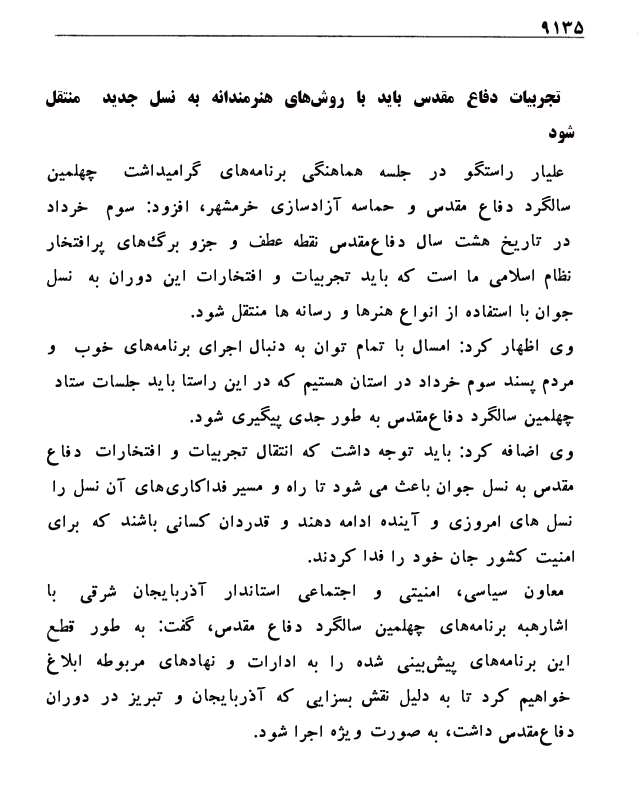 ۹۱۳۵
تجربیات دفاع مقدس باید با روش‌های هنرمندانه به نسل جدید منتقل
شود
علیار راستگو در جلسه هماهنگی برنامه‌های گرامیداشت چهلمین
سالگرد دفاع مقدس و حماسه آزادسازی خرمشهر، افزود: سوم خرداد
در تاریخ هشت سال دفاع‌مقدس نقطه عطف و جزو برگ‌های پرافتخار
نظام اسلامی ما است که باید تجربیات و افتخارات این دوران به نسل
جوان با استفاده از انواع هنرها و رسانه ها منتقل شود.
وی اظهار کرد: امسال با تمام توان به دنبال اجرای برنامه‌های خوب و
مردم پسند سوم خرداد در استان هستیم که در این راستا باید جلسات ستاد
چهلمین سالگرد دفاع‌مقدس به طور جدی پیگیری شود.
وی اضافه کرد: باید توجه داشت که انتقال تجربیات و افتخارات دفاع
مقدس به نسل جوان باعث می شود تا راه و مسیر فداکاری‌های آن نسل را
نسل های امروزی و آینده ادامه دهند و قدردان کسانی باشند که برای
امنیت کشور جان خود را فدا کردند.
معاون سیاسی، امنیتی و اجتماعی استاندار آذربایجان شرقی با
اشارهبه برنامه‌های چهلمین سالگرد دفاع مقدس، گفت: به طور قطع
این برنامه‌های پیش‌بینی شده را به ادارات و نهادهای مربوطه ابلاغ
خواهیم کرد تا به دلیل نقش بسزایی که آذربایجان و تبریز در دوران
دفاع‌مقدس داشت، به صورت ویژه اجرا شود.